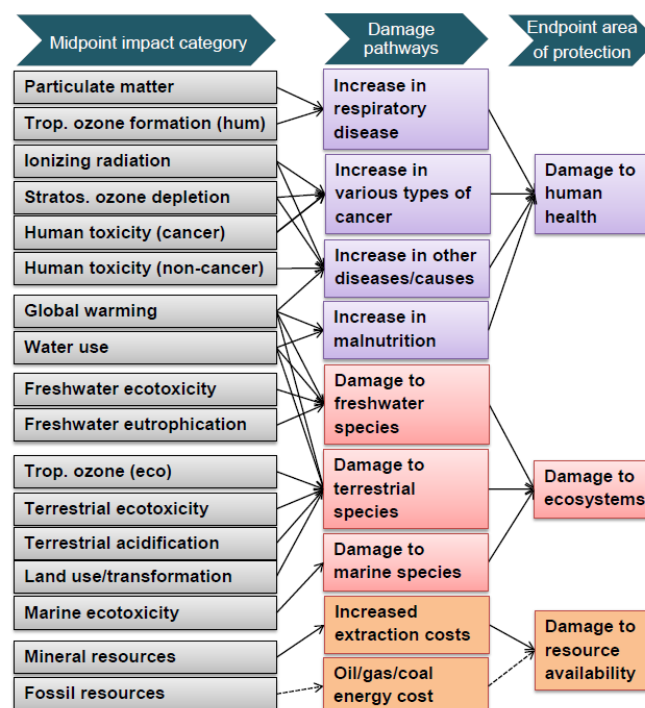 Midpoint impact category
Damage
pathways
Endpoint area
of protection
Particulate matter
Trop. ozone formation (hum)
Ionizing radiation
Stratos. ozone depletion
Human toxicity (cancer)
Human toxicity (non-cancer)
Global warming
Water use
Freshwater ecotoxicity
Freshwater eutrophication
Trop. ozone (eco)
Terrestrial ecotoxicity
Terrestrial acidification
Land use/transformation
Marine ecotoxicity
Mineral resources
Fossil resources
Increase in
respiratory
disease
Increase in
various types of
cancer
Increase in other
diseases/causes
Increase in
malnutrition
Damage to
freshwater
species
Damage to
terrestrial
species
Damage to
marine species
Increased
extraction costs
Oil/gas/coal
energy cost
Damage to
human
health
Damage to
ecosystems
Damage to
resource
availability